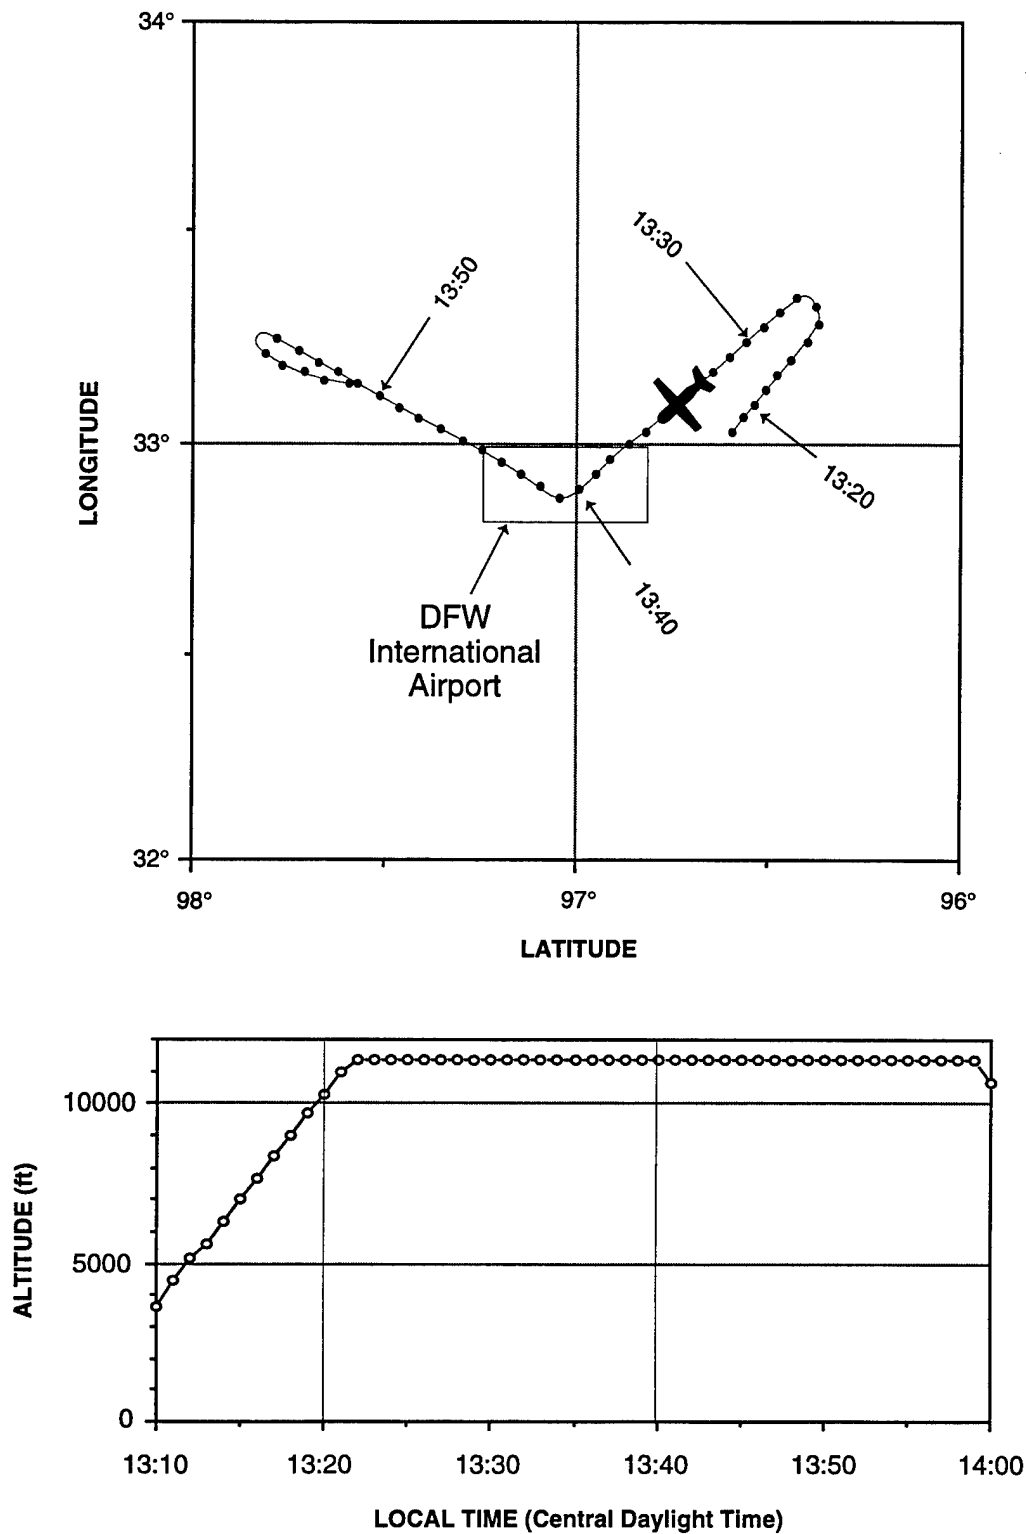 34°
13:30
13:50
LONGITUDE
33°
13:20
13:40
DFW
International
Airport
32°
98°
97°
96°
LATITUDE
10000
ALTITUDE (ft)
5000
0
13:10
13:20
13:30
13:40
13:50
14:00
LOCAL TIME (Central Daylight Time)